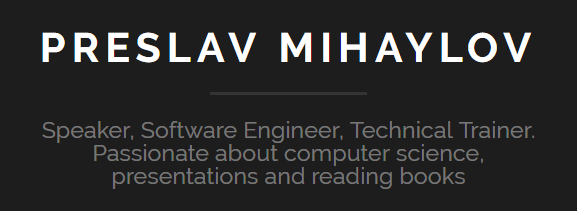 PRESLAV MIHAYLOV
Speaker, Software Engineer, Technical Trainer.
Passionate about computer science,
presentations and reading books